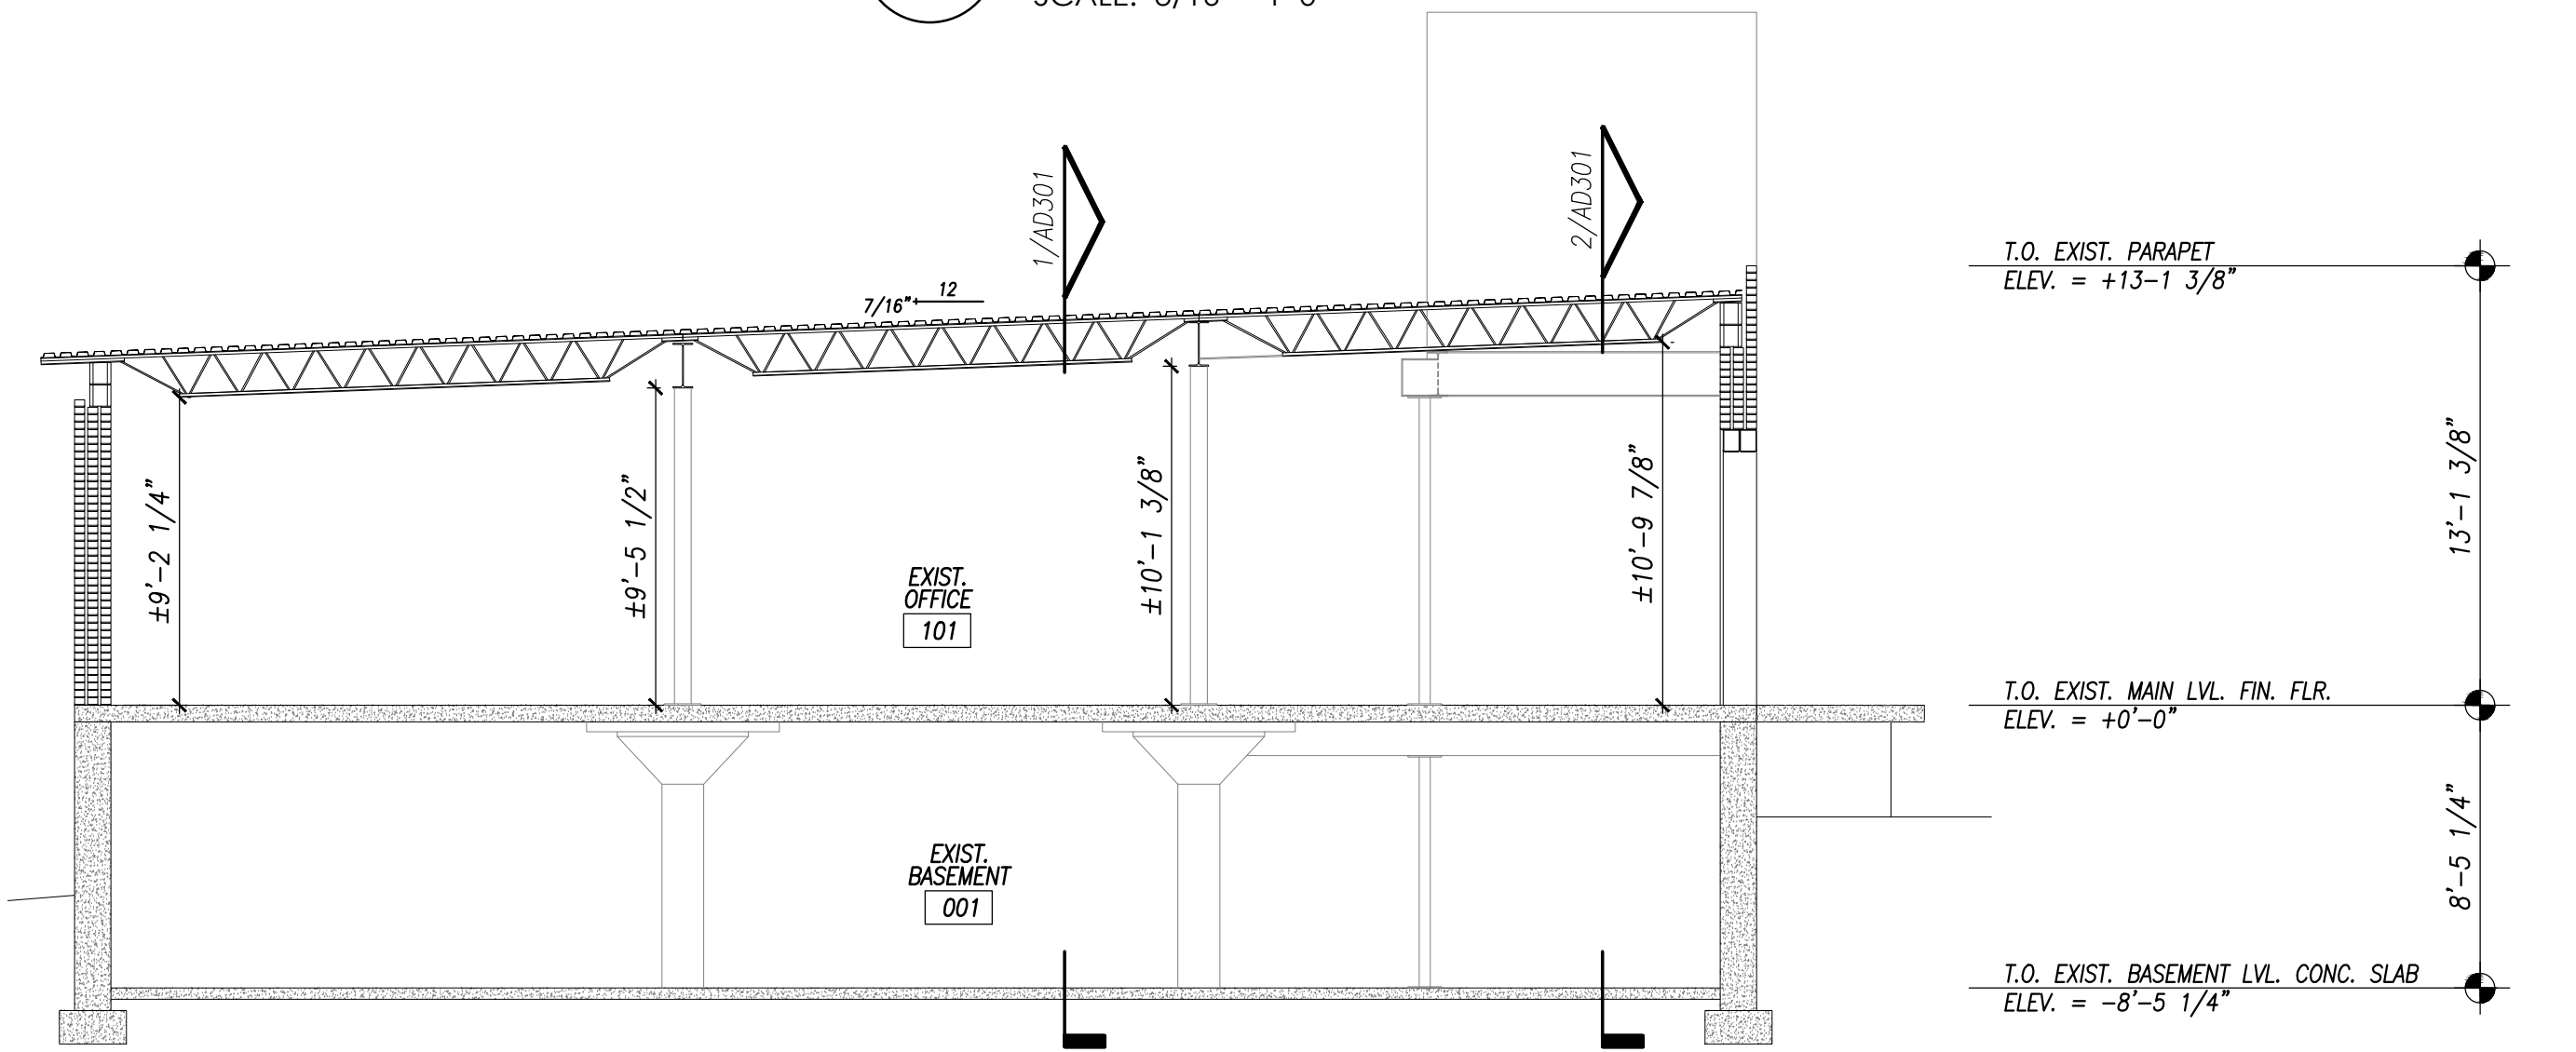 1/AD301
2/AD301
12
7/16"
T.O. EXIST. PARAPET
ELEV. = +13-1 3/8"
13'-1 3/8"
±9'-2 1/4"
±9'-5 1/2"
±10'-1 3/8"
±10'-9 7/8"
EXIST.
OFFICE
101
T.O. EXIST. MAIN LVL. FIN. FLR.
ELEV. = +0'-0"
8'-5 1/4"
EXIST.
BASEMENT
001
T.O. EXIST. BASEMENT LVL. CONC. SLAB
ELEV. = -8'-5 1/4"